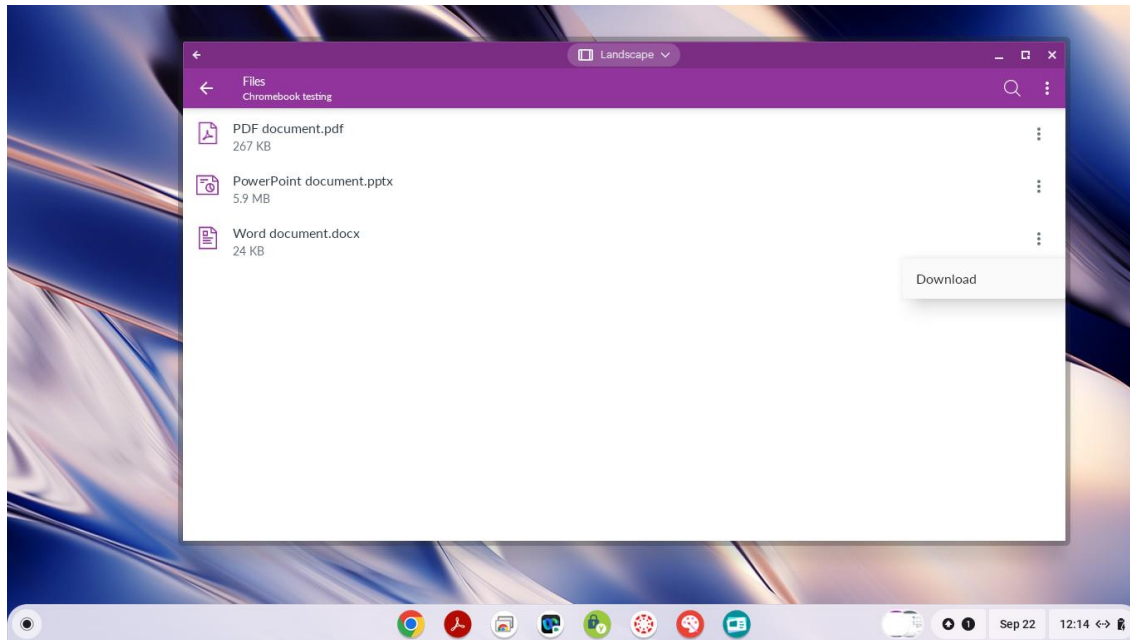 Landscape
Files
Chromebook testing
PDF document.pdf
267 KB
PowerPoint document.pptx
5.9 MB
Word document.docx
24 KB
Download
1
Sep 22
12:14